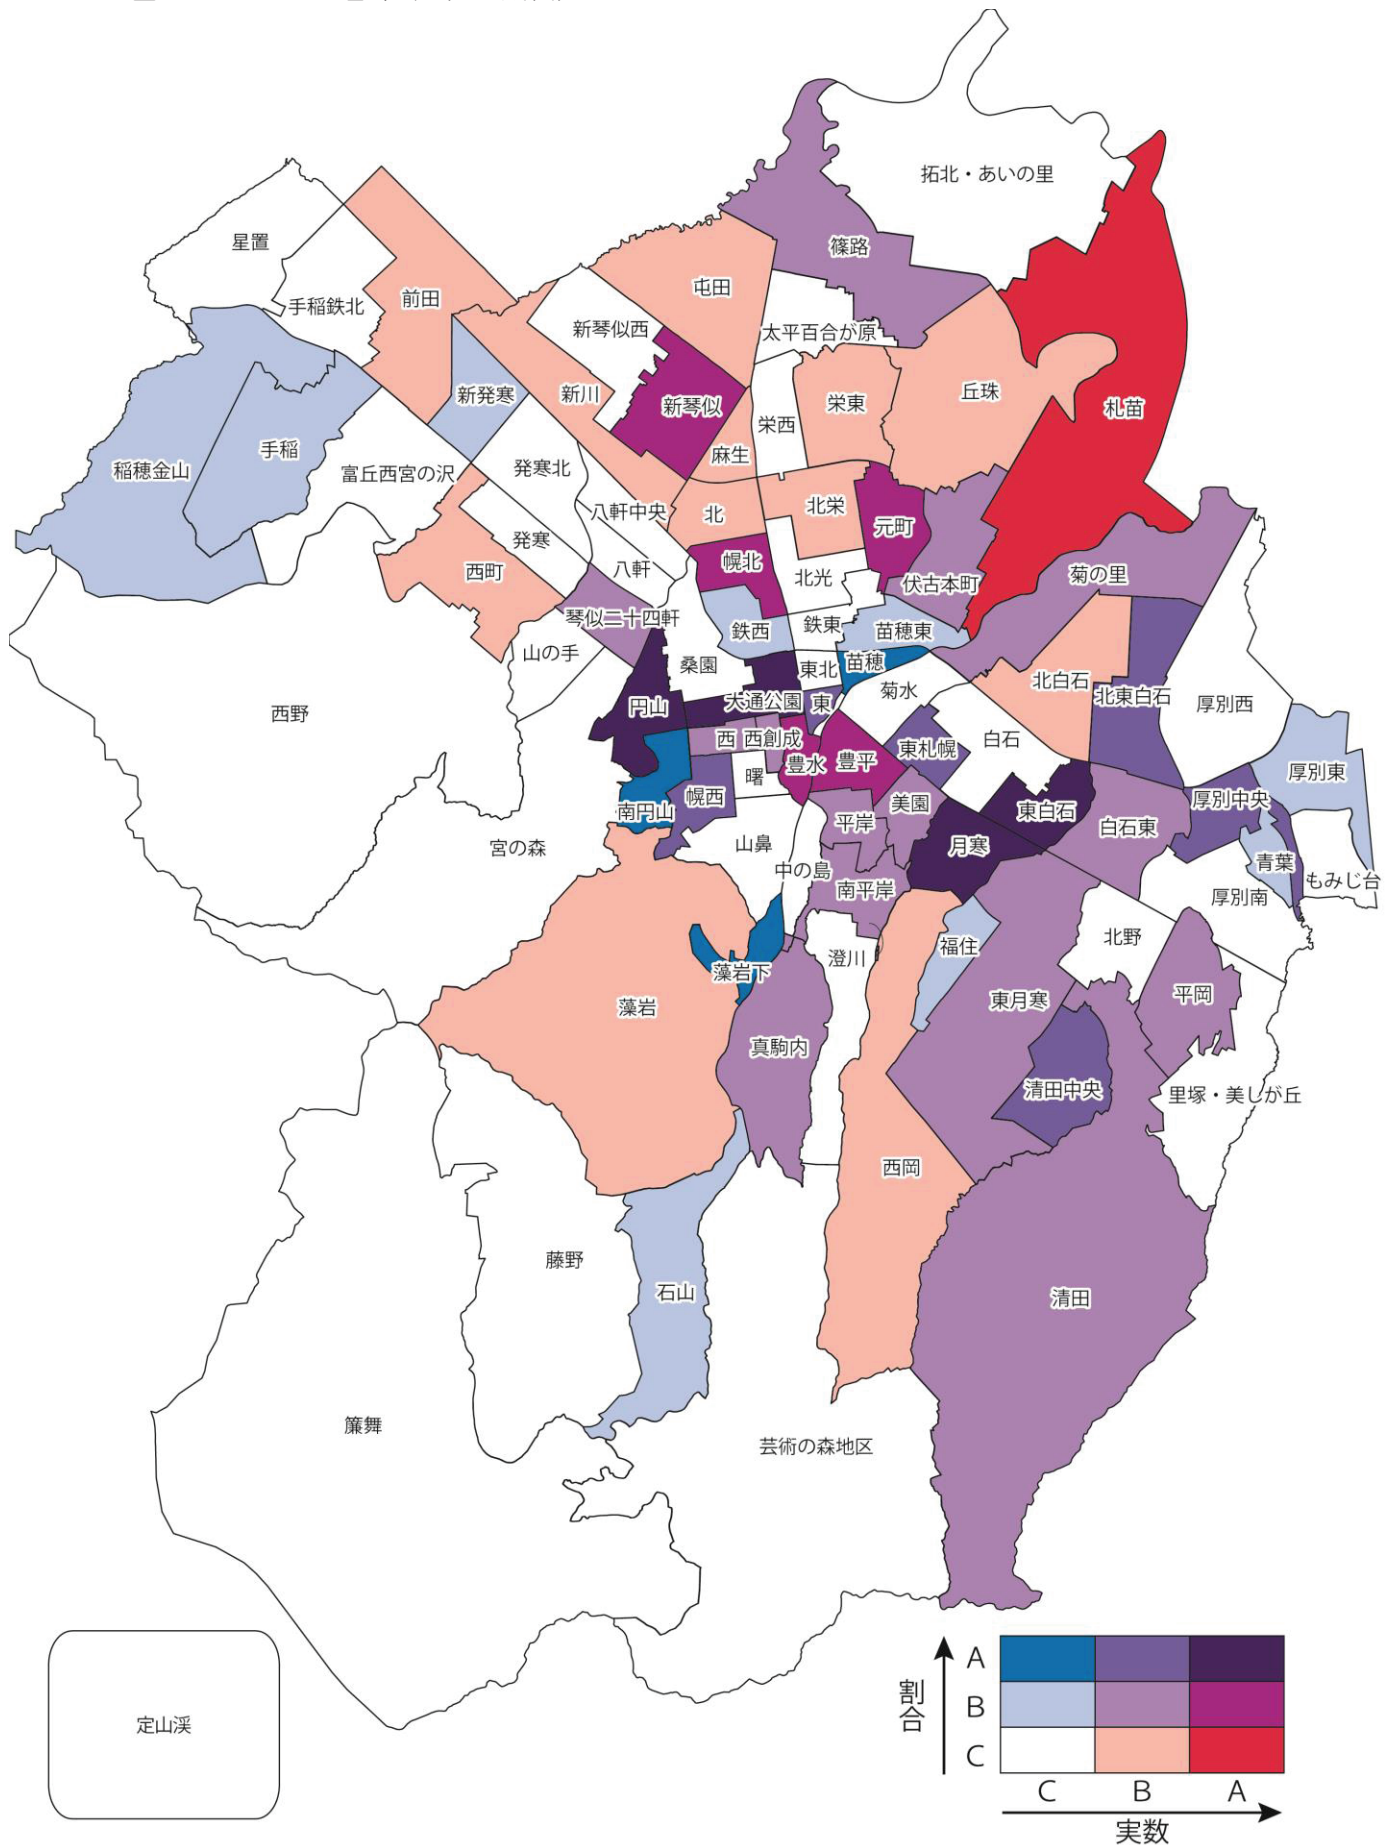 拓北・あいの里
星置
篠路
手稲鉄北
前田
屯田
新琴似西
太平百合が原
新発寒
新川
新琴似
栄東
丘珠
札苗
栄西
手稲
稲穂金山
富丘西宮の沢
発寒北
麻生
八軒中央
北
北栄
元町
発寒
西町
八軒
幌北
北光
伏古本町
菊の里
琴似二十四軒
鉄西
鉄東
苗穂東
山の手
桑園
東北
苗穂
菊水
北白石
北東白石
厚別西
西野
円山
大通公園
東
西
西創成
豊水
豊平
東札幌
白石
厚別東
曙
幌西
南円山
美園
東白石
厚別中央
平岸
白石東
宮の森
山鼻
月寒
中の島
南平岸
青葉
もみじ台
厚別南
北野
福住
澄川
藻岩下
藻岩
東月寒
平岡
真駒内
清田中央
里塚・美しが丘
西岡
藤野
石山
清田
簾舞
芸術の森地区
定山渓
割合
A
B
C
C B A
実数